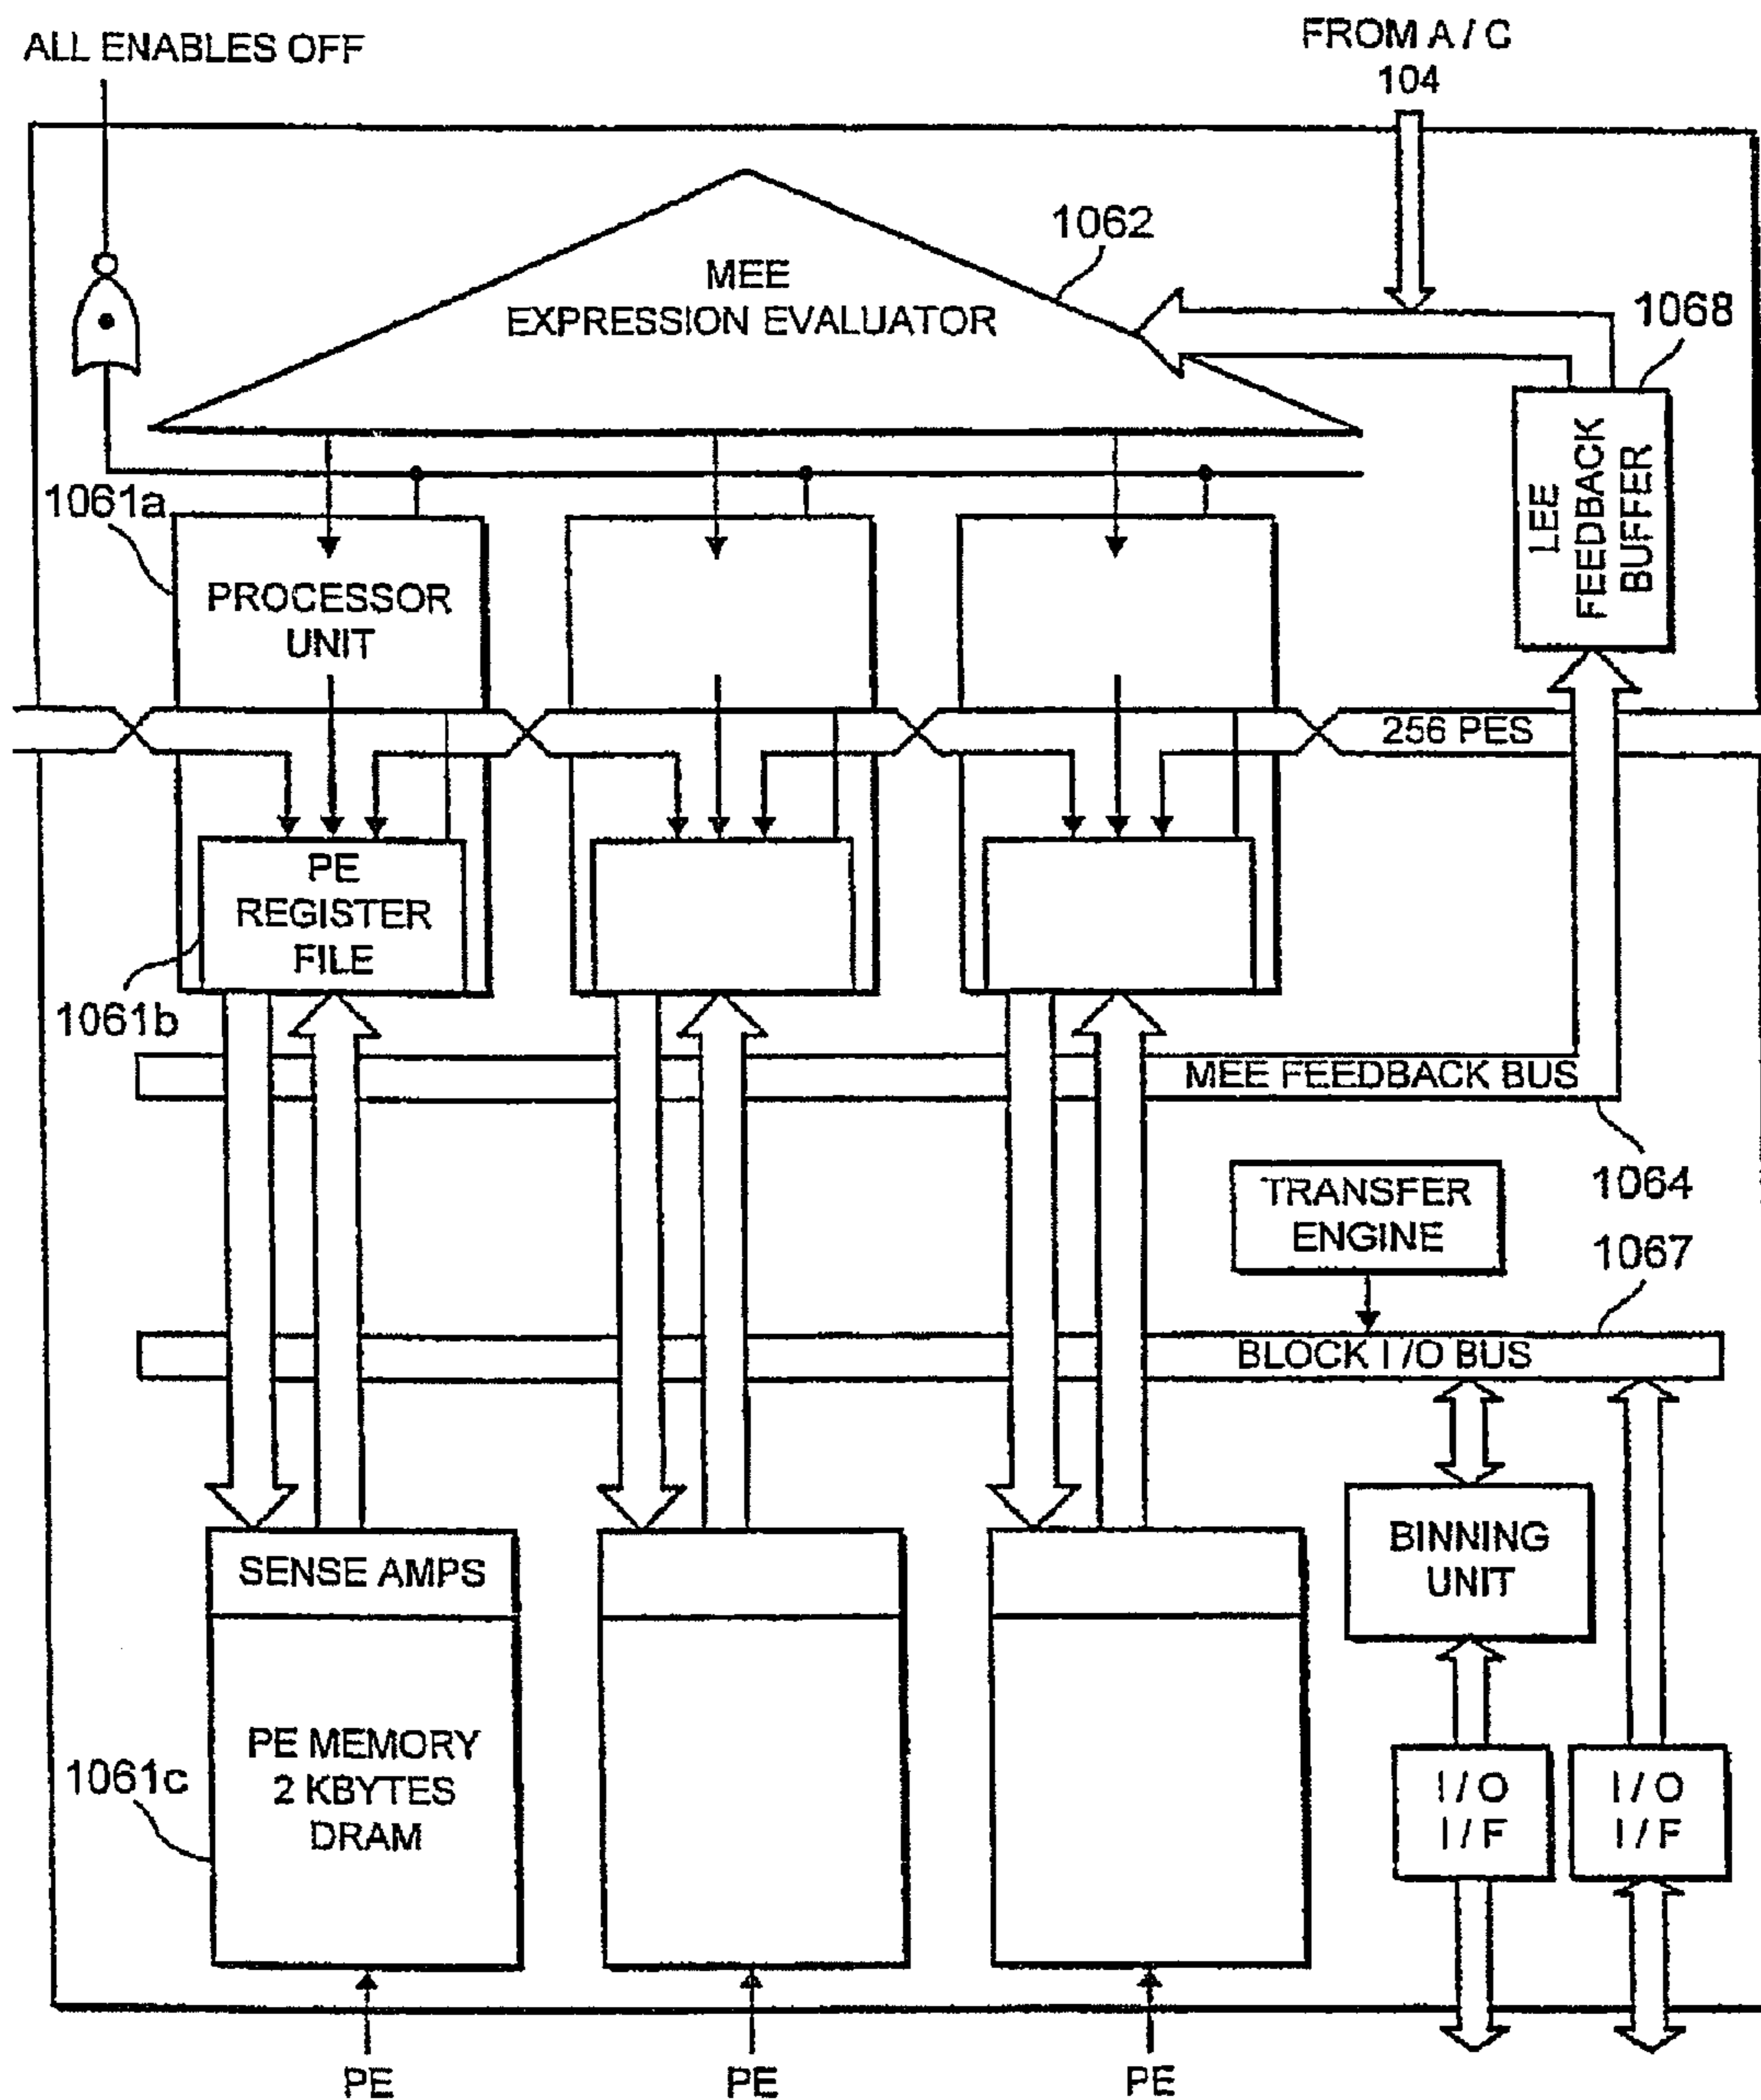 ALL ENABLES OFF
FROM A / C
104
1062
MEE
EXPRESSION EVALUATOR
1068
LEE
FEEDBACK
BUFFER
1061a
PROCESSOR
UNIT
256 PES
PE
REGISTER
FILE
1061b
MEE FEEDBACK BUS
1064
TRANSFER
ENGINE
1067
BLOCK I /O BUS
SENSE AMPS
BINNING
UNIT
PE MEMORY
2 KBYTES
DRAM
1061c
I / O
I / F
I / O
I / F
PE
PE
PE